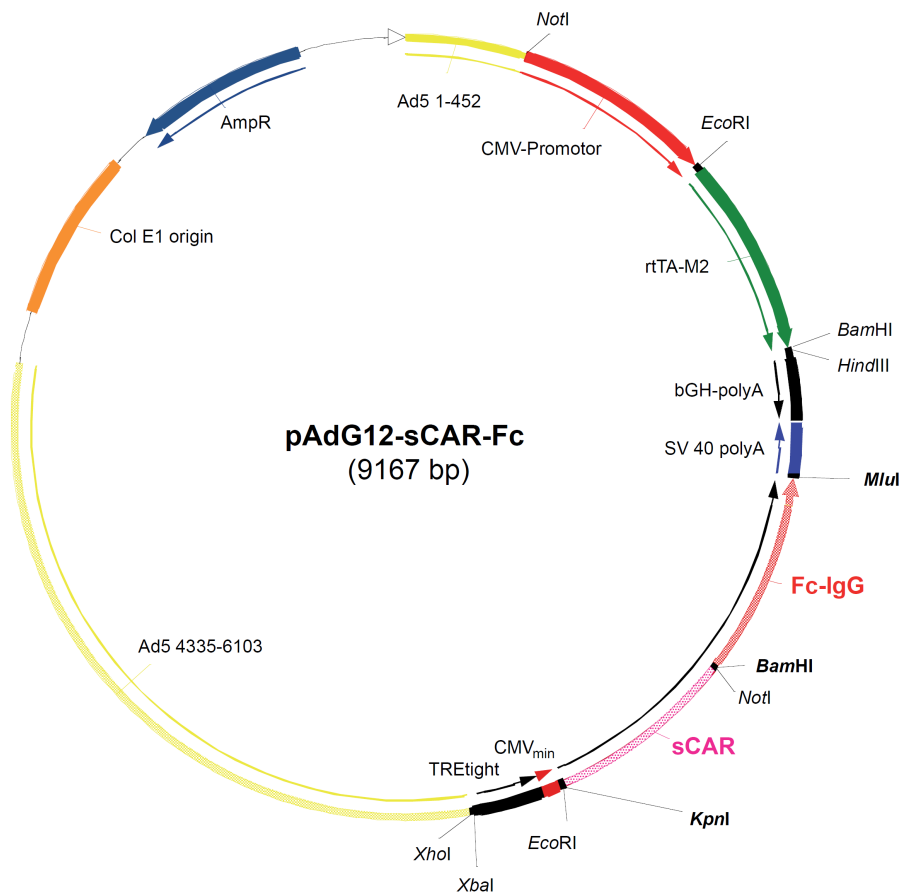 NotI
Ad5 1-452
AmpR
EcoRI
CMV-Promotor
Col E1 origin
rtTA-M2
BamHI
HindIII
bGH-polyA
pAdG12-sCAR-Fc
(9167 bp)
SV 40 polyA
MluI
Fc-IgG
Ad5 4335-6103
BamHI
NotI
sCAR
CMVmin
TREtight
KpnI
EcoRI
XhoI
XbaI